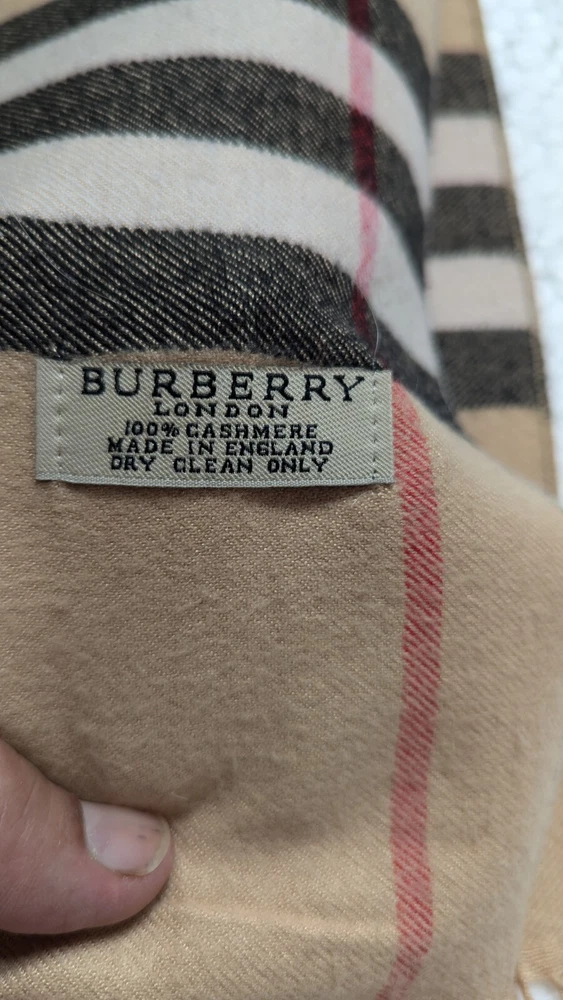 BURBERRY
LONDON
100% CASHMERE
MADE IN ENGLAND
DRY CLEAN ONLY